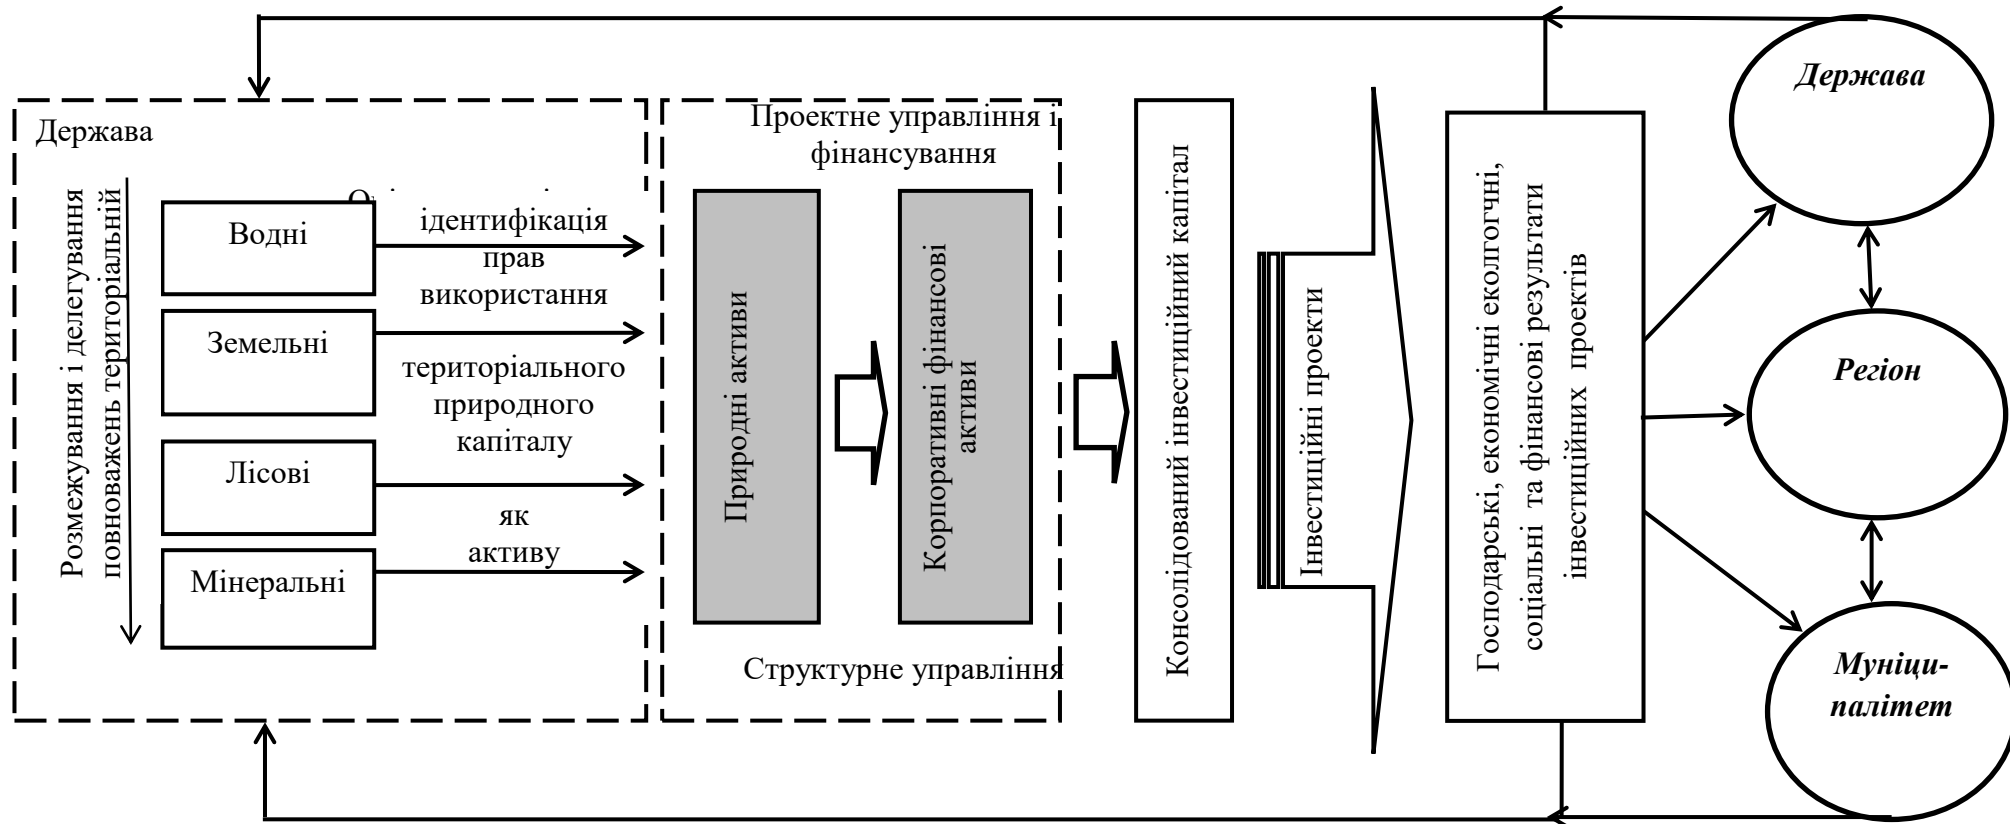 Держава
Розмежування і делегування
повноважень територіальній
Водні
Земельні
Лісові
Мінеральні
ідентифікація
прав
використання
територіального
природного
капіталу
як
активу
Проектне управління і
фінансування
Природні активи
Корпоративні фінансові
активи
Структурне управління
Консолідований інвестиційний капітал
Інвестиційні проекти
Господарські, економічні екологчні,
соціальні та фінансові результати
інвестиційних проектів
Держава
Регіон
Муніци-
палітет